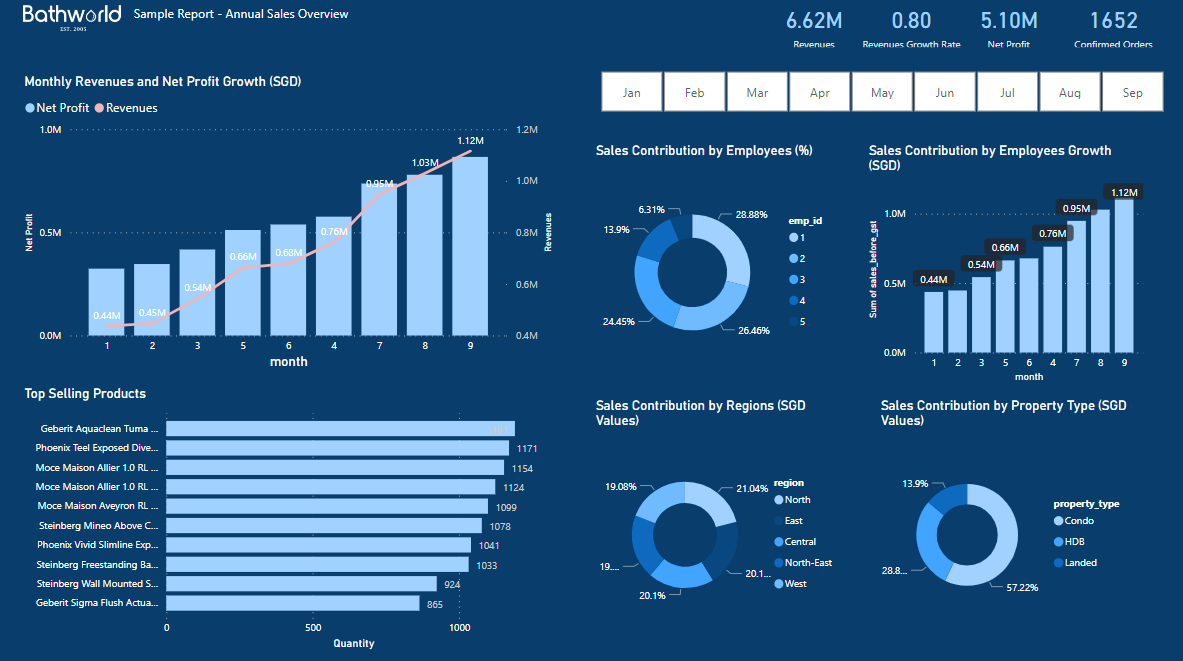 Bathworld
EST. 2005
Sample Report - Annual Sales Overview
6.62M
Revenues
0.80
Revenues Growth Rate
5.10M
Net Profit
1652
Confirmed Orders
Jan Feb Mar Apr May Jun Jul Aug Sep
Monthly Revenues and Net Profit Growth (SGD)
Net Profit Revenues
1.0M
0.5M
0.0M
Net Profit
1.2M
1.0M
0.8M
0.6M
0.4M
Revenues
0.44M 0.45M 0.54M 0.66M 0.68M 0.76M 0.95M 1.03M 1.12M
1 2 3 5 6 4 7 8 9
month
Sales Contribution by Employees (%)
6.31%
28.88%
13.9%
24.45%
26.46%
emp_id
1
2
3
4
5
Sales Contribution by Employees Growth
(SGD)
Sum of sales_before_gst
1.0M
0.5M
0.0M
0.44M 0.54M 0.66M 0.76M 0.95M 1.12M
1 2 3 5 6 4 7 8 9
month
Top Selling Products
Geberit Aquaclean Tuma ...
Phoenix Teel Exposed Dive... 1171
Moce Maison Allier 1.0 RL ... 1154
Moce Maison Allier 1.0 RL ... 1124
Moce Maison Aveyron RL ... 1099
Steinberg Mineo Above C... 1078
Phoenix Vivid Slimline Exp... 1041
Steinberg Freestanding Ba... 1033
Steinberg Wall Mounted S... 924
Geberit Sigma Flush Actua... 865
0 500 1000
Quantity
Sales Contribution by Regions (SGD
Values)
19.08%
21.04%
19....
20.1...
20.1%
region
North
East
Central
North-East
West
Sales Contribution by Property Type (SGD
Values)
13.9%
28.8...
57.22%
property_type
Condo
HDB
Landed